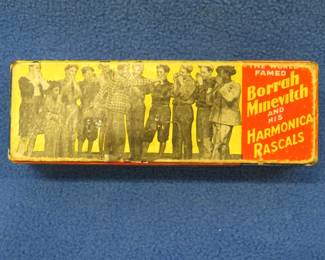 THE WORLD
FAMED
Borrah
Minevitch
AND
HIS
HARMONICA
RASCALS